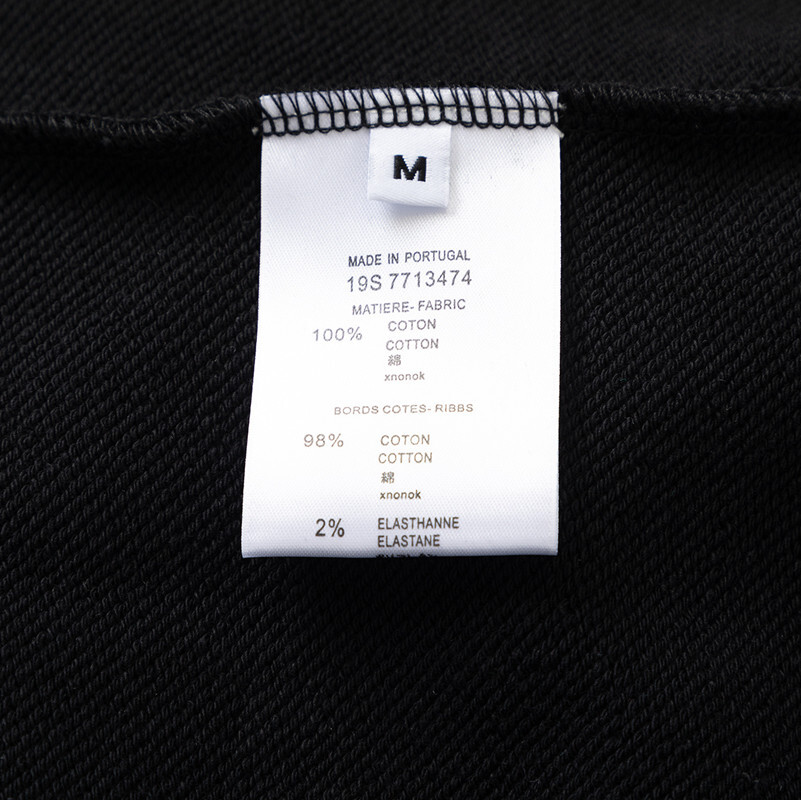 M
MADE IN PORTUGAL
19S 7713474
MATIERE- FABRIC
100% COTON
COTTON
綿
xnonok
BORDS COTES- RIBBS
98% COTON
COTTON
綿
xnonok
2% ELASTHANNE
ELASTANE